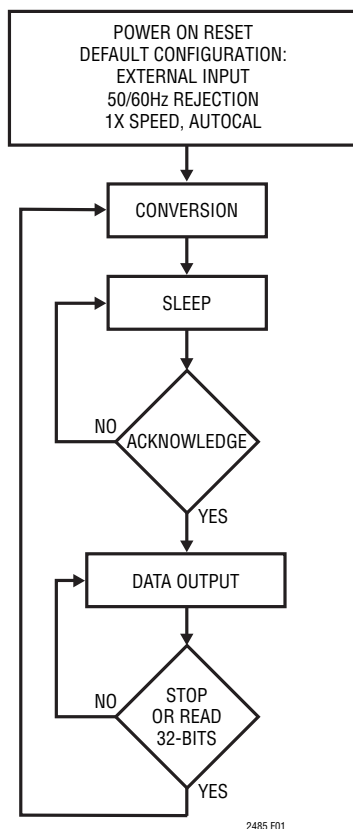 POWER ON RESET
DEFAULT CONFIGURATION:
EXTERNAL INPUT
50/60Hz REJECTION
1X SPEED, AUTOCAL
CONVERSION
SLEEP
NO
ACKNOWLEDGE
YES
DATA OUTPUT
NO
STOP
OR READ
32-BITS
YES
2485 F01